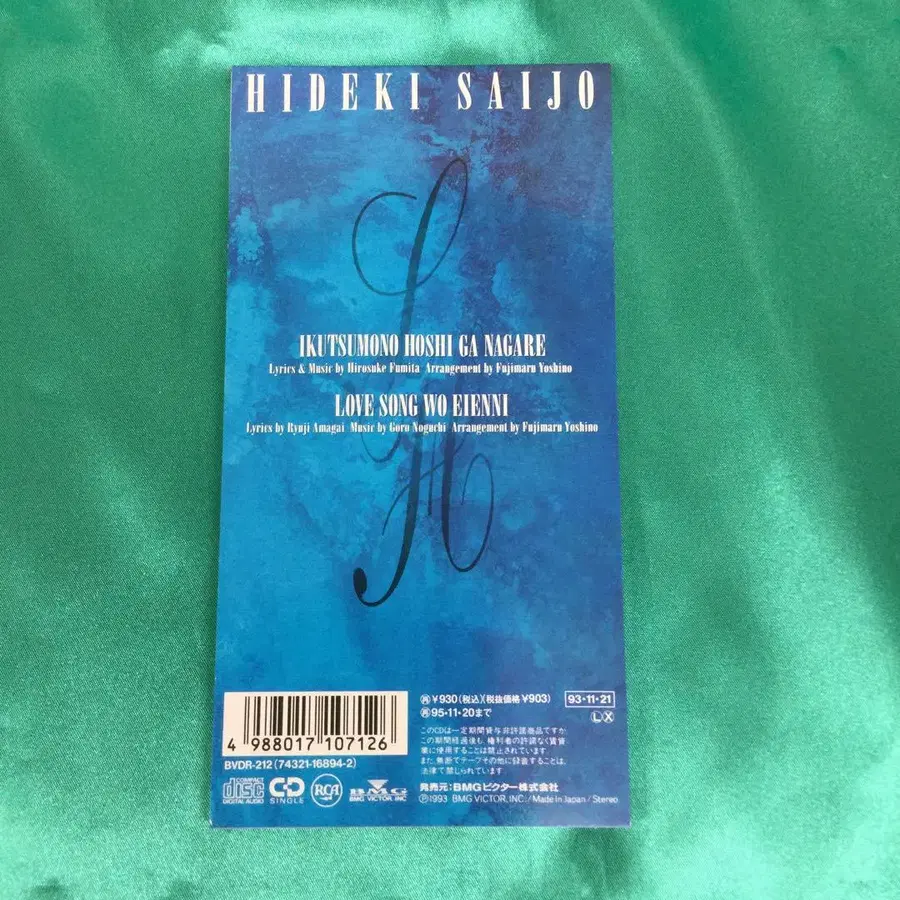 HIDEKI SAIJO
IKUTSUMONO HOSHI GA NAGARE
Lyrics & Music by Hirosuke Fumita Arrangement by Fujimaru Yoshino
LOVE SONG WO EIENNI
Lyrics by Ryuji Amagai Music by Goro Noguchi Arrangement by Fujimaru Yoshino
4 988017 107126
BVDR-212 (74321-16894-2)
COMPACT disc DIGITAL AUDIO
CD SINGLE
RCA
BMG BMG VICTOR, INC.
¥930(税込)(税抜価格¥903)
93・11・21
95・11・20まで
L X
このCDは一定期間貸与非許諾商品ですが、
この期間経過後も、権利者の許諾なく賃貸
業に使用することは禁止されています。
また、無断でテープその他に録音することは、
法律で禁じられています。
発売元:BMGビクター株式会社
Ⓟ1993 BMG VICTOR, INC./Made in Japan/Stereo